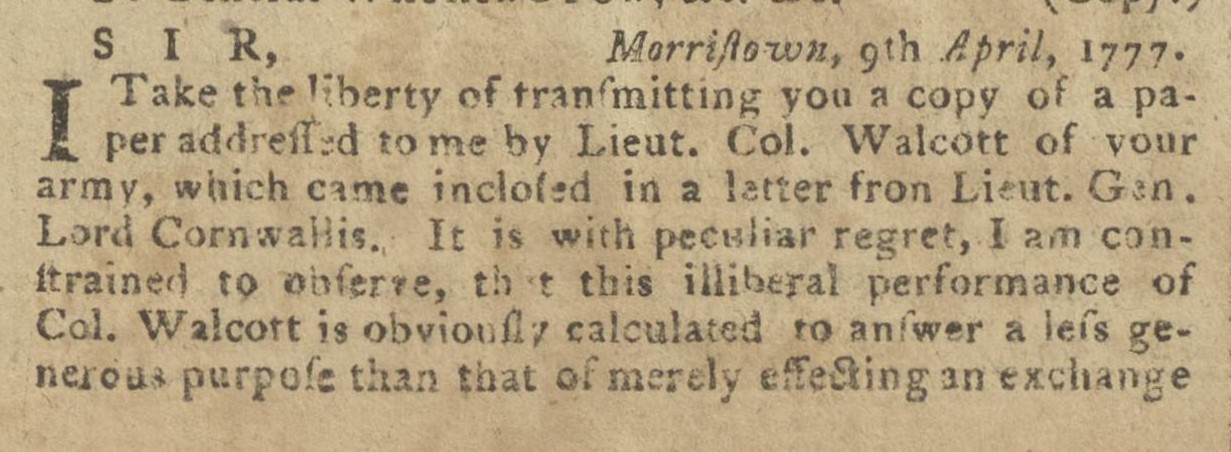 (Copy.)
S I R, Morriſtown, 9th April, 1777.
I Take the liberty of tranſmitting you a copy of a pa-
per addreſſed to me by Lieut. Col. Walcott of your
army, which came incloſed in a letter fron Lieut. Gen.
Lord Cornwallis. It is with peculiar regret, I am con-
ſtrained to obſerve, that this illiberal performance of
Col. Walcott is obviouſly calculated to anſwer a leſs ge-
nerous purpoſe than that of merely effecting an exchange